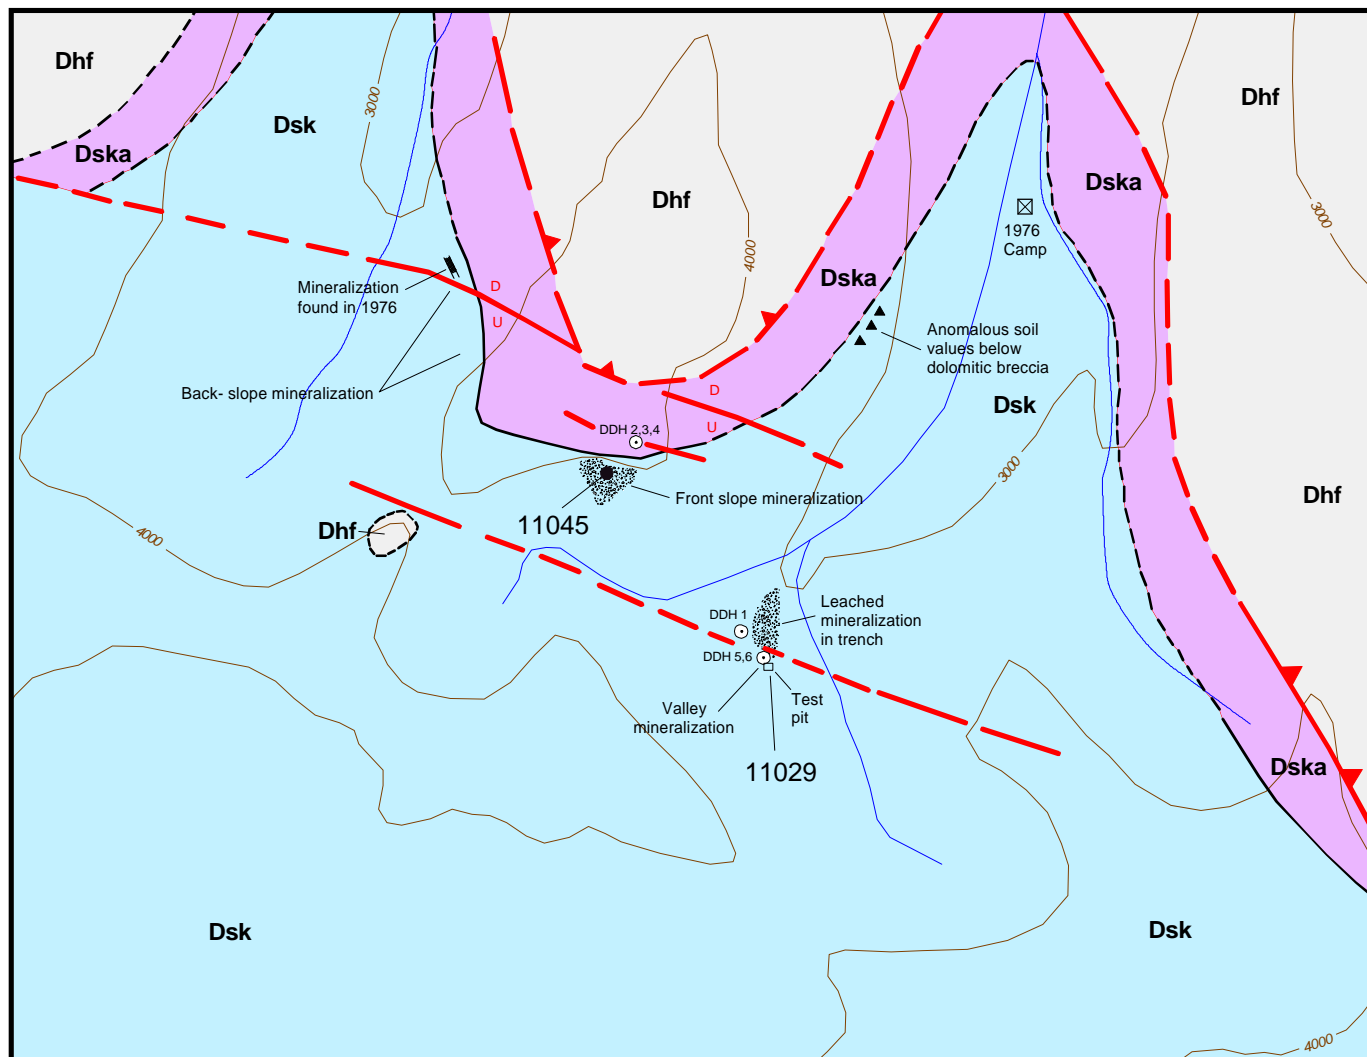 Dhf
3000
Dsk
Dhf
Dska
Dska
Dhf
3000
1976
Camp
4000
Dska
Mineralization
found in 1976
D
U
Anomalous soil
values below
dolomitic breccia
Back- slope mineralization
D
U
Dsk
DDH 2,3,4
3000
Front slope mineralization
Dhf
11045
Dhf
4000
DDH 1
Leached
mineralization
in trench
DDH 5,6
Valley
mineralization
Test
pit
11029
Dska
Dsk
Dsk
4000